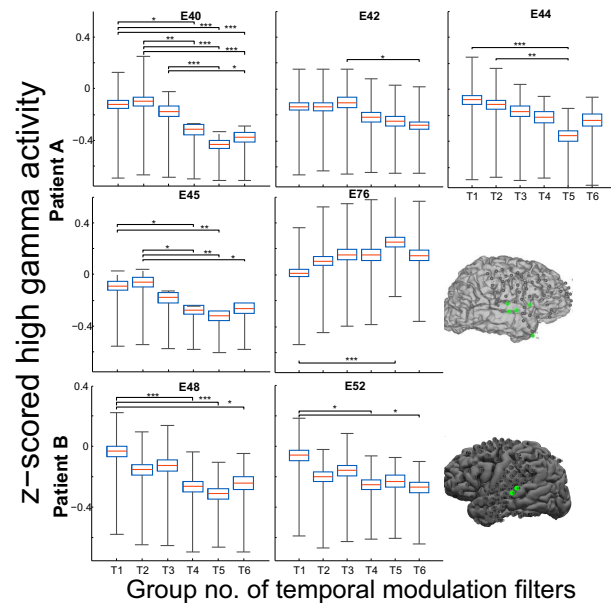 E40 E42 E44
* *** *** ** *** *** *** *
*
*** **
0.4
0
−0.4
T1 T2 T3 T4 T5 T6
E45 E76
* ** * ** *
***
0.4
0
−0.4
E48 E52
*** *** *
* *
0.4
0
−0.4
T1 T2 T3 T4 T5 T6 T1 T2 T3 T4 T5 T6
z−scored high gamma activity
Patient A
Patient B
Group no. of temporal modulation filters